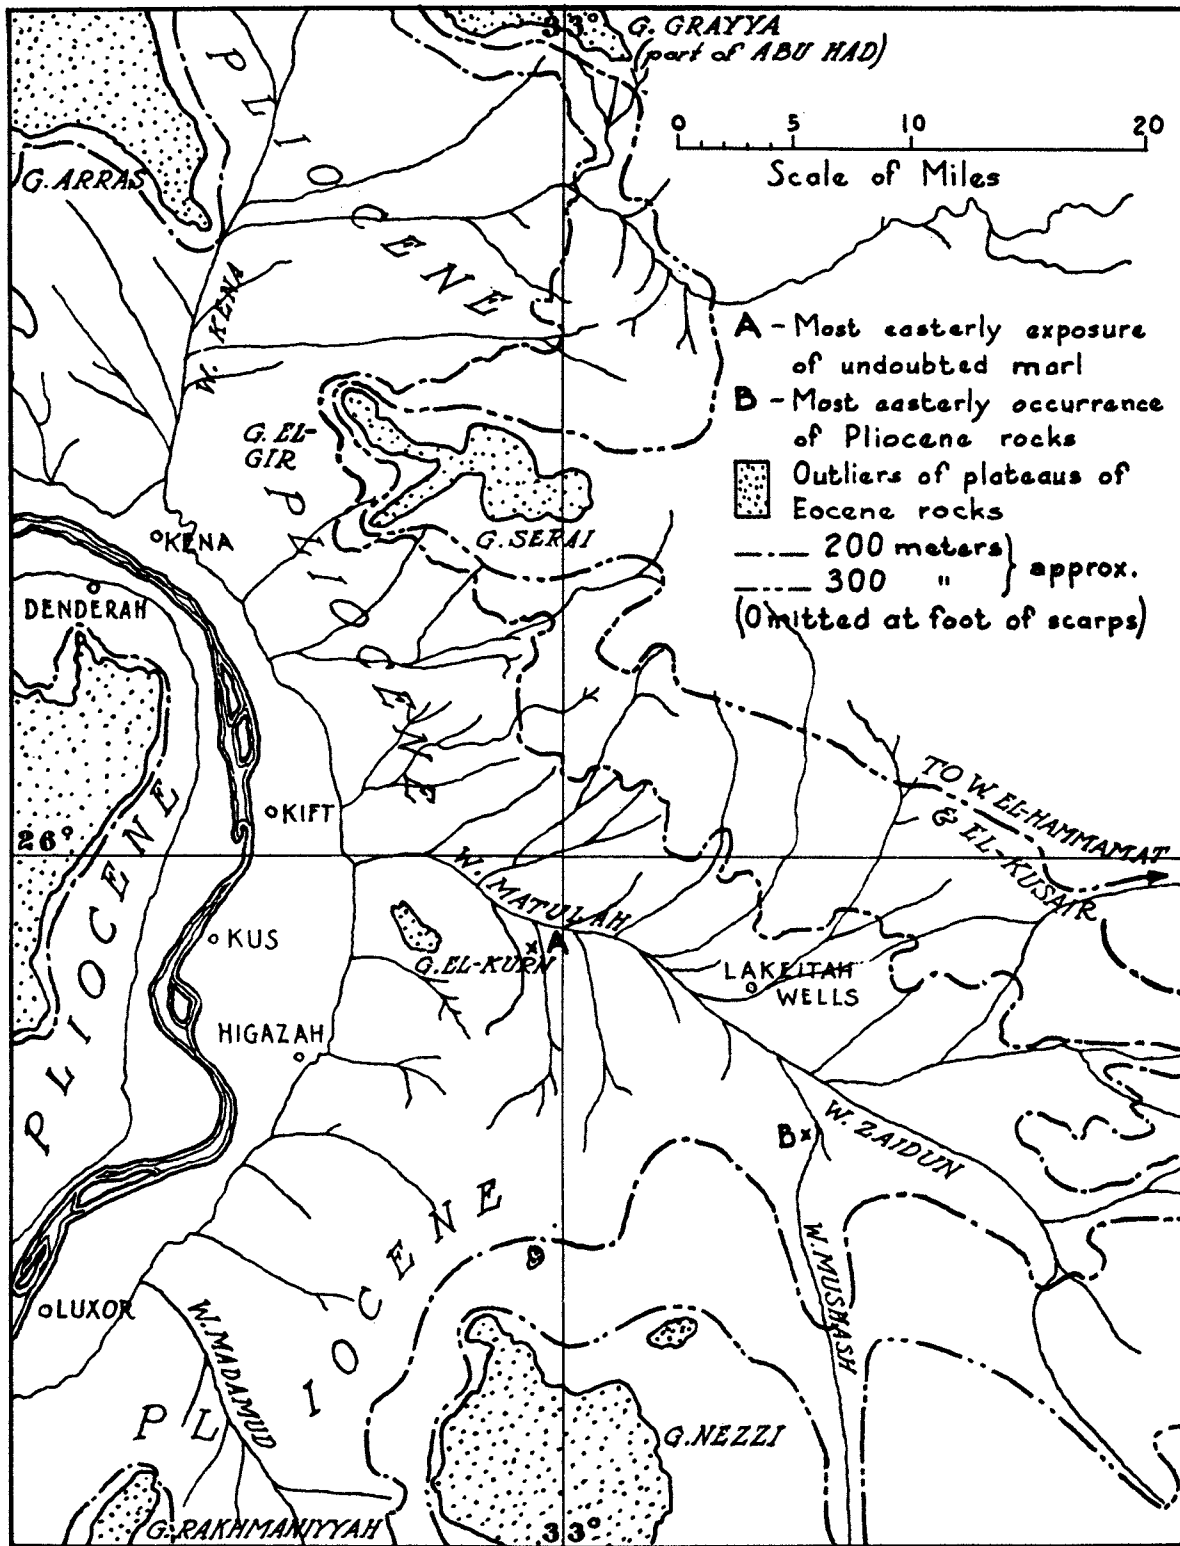 33°
G. GRAYYA
(part of ABU HAD)
PLIOCENE
0 5 10 20
Scale of Miles
G. ARRAS
W. KENA
A - Most easterly exposure
of undoubted marl
B - Most easterly occurrence
of Pliocene rocks
Outliers of plateaus of
Eocene rocks
200 meters
300 "
} approx.
(Omitted at foot of scarps)
G. EL-
GIR
G. SERAI
PLIOCENE
KENA
DENDERAH
KIFT
TO W. EL-HAMMAMAT
& EL-KUSAIR
26°
PLIOCENE
W. MATULAH
KUS
A
G. EL-KURN
LAKEITAH
WELLS
HIGAZAH
B
W. ZAIDUN
PLIOCENE
W. MUSHASH
LUXOR
W. MADAMUD
G. NEZZI
G. RAKHMANIYYAH
33°